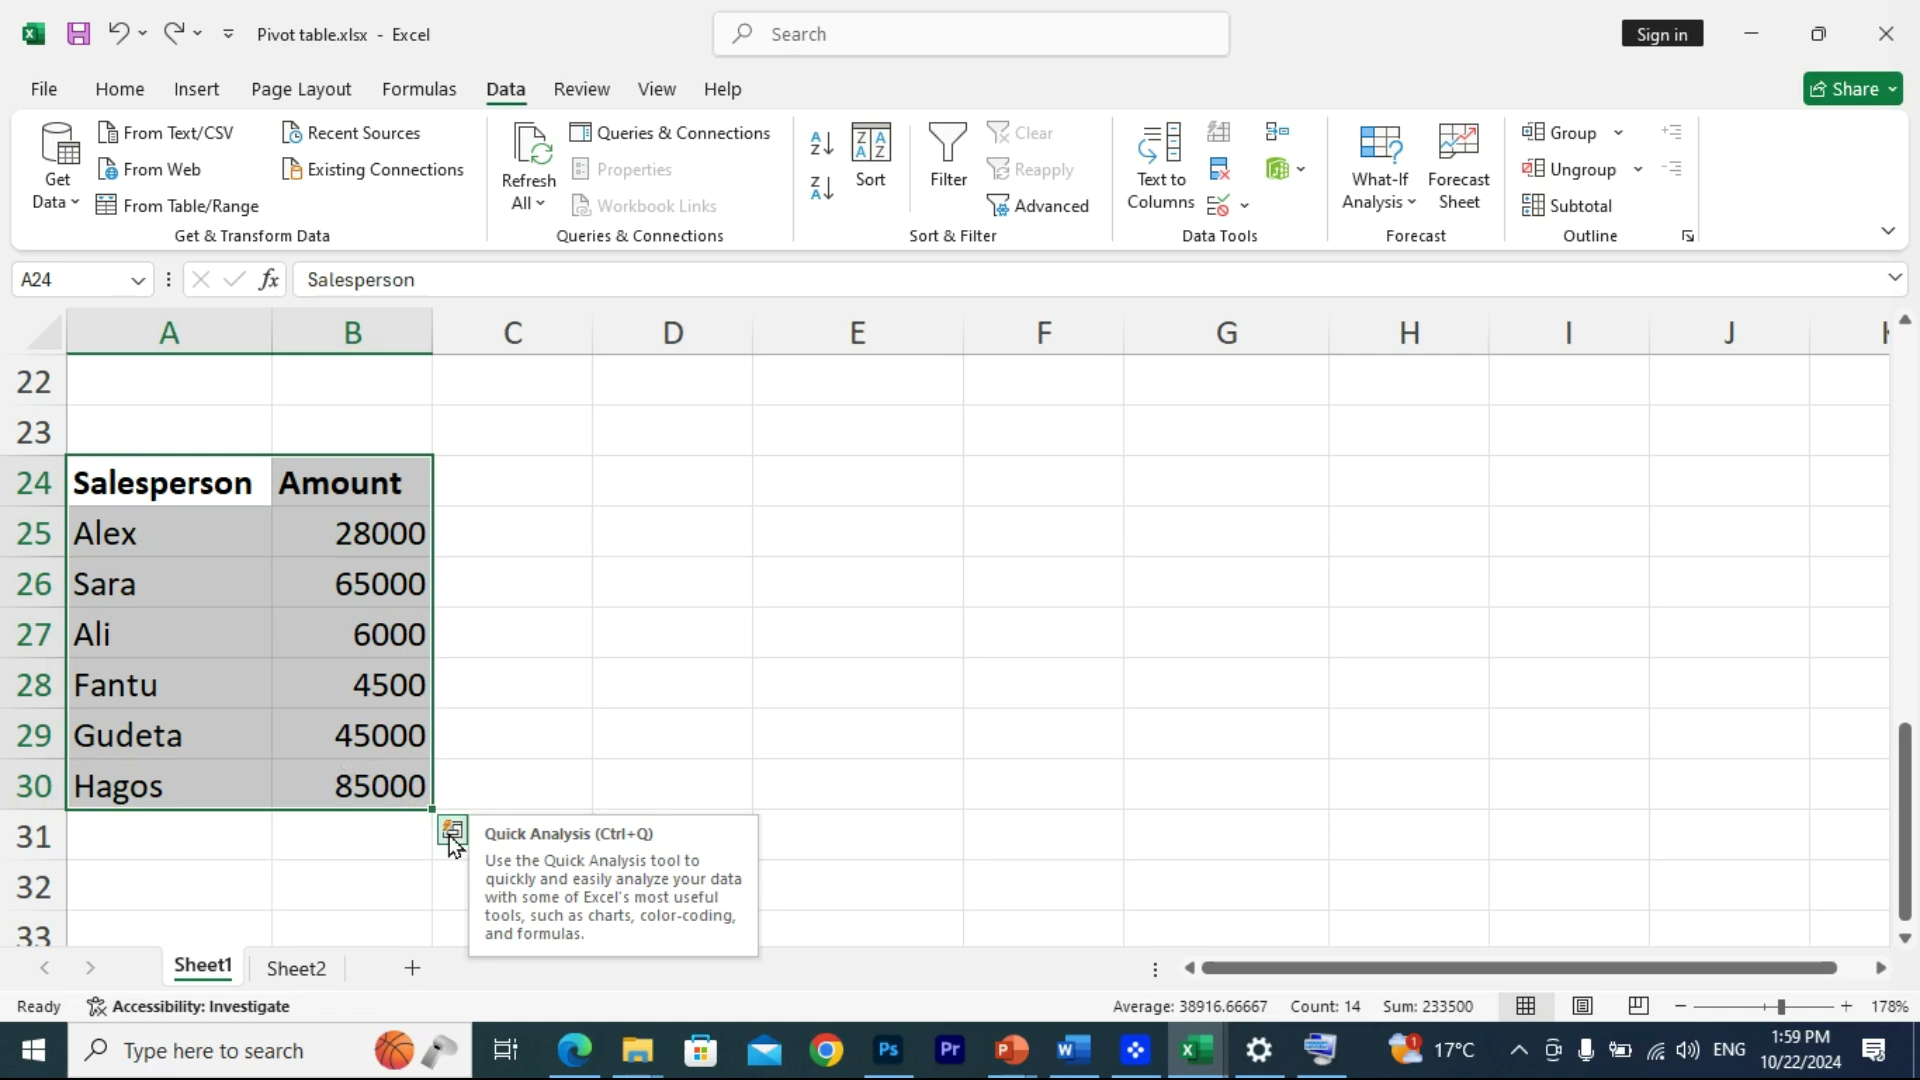 Pivot table.xlsx - Excel
Search
Sign in
File Home Insert Page Layout Formulas Data Review View Help
Share
Get Data
From Text/CSV
From Web
From Table/Range
Recent Sources
Existing Connections
Get & Transform Data
Refresh All
Queries & Connections
Properties
Workbook Links
Queries & Connections
Sort
Filter
Clear
Reapply
Advanced
Sort & Filter
Text to Columns
Data Tools
What-If Analysis
Forecast Sheet
Forecast
Group
Ungroup
Subtotal
Outline
A24 fx Salesperson
A B C D E F G H I J
22
23
24 Salesperson Amount
25 Alex 28000
26 Sara 65000
27 Ali 6000
28 Fantu 4500
29 Gudeta 45000
30 Hagos 85000
31
32
33
Quick Analysis (Ctrl+Q)
Use the Quick Analysis tool to
quickly and easily analyze your data
with some of Excel's most useful
tools, such as charts, color-coding,
and formulas.
Sheet1 Sheet2
Ready Accessibility: Investigate Average: 38916.66667 Count: 14 Sum: 233500 178%
Type here to search
Ps Pr
17°C
ENG
1:59 PM
10/22/2024